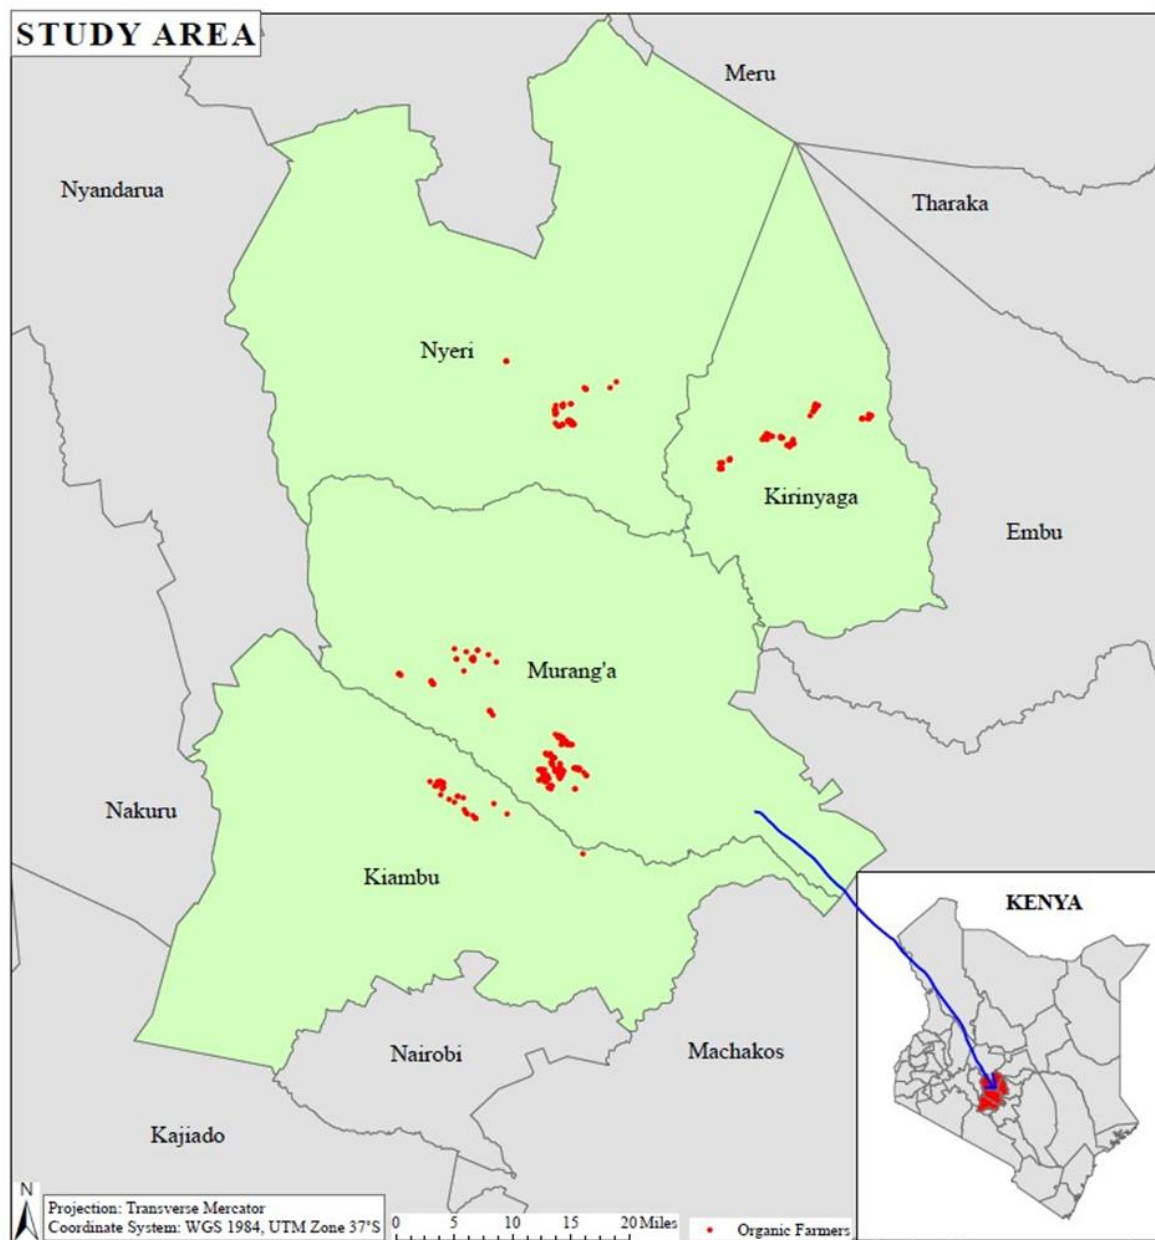 STUDY AREA
Meru
Nyandarua
Tharaka
Nyeri
Kirinyaga
Embu
Murang'a
Nakuru
Kiambu
KENYA
Nairobi
Machakos
Kajiado
N
Projection: Transverse Mercator
Coordinate System: WGS 1984, UTM Zone 37°S
0 5 10 15 20 Miles
Organic Farmers